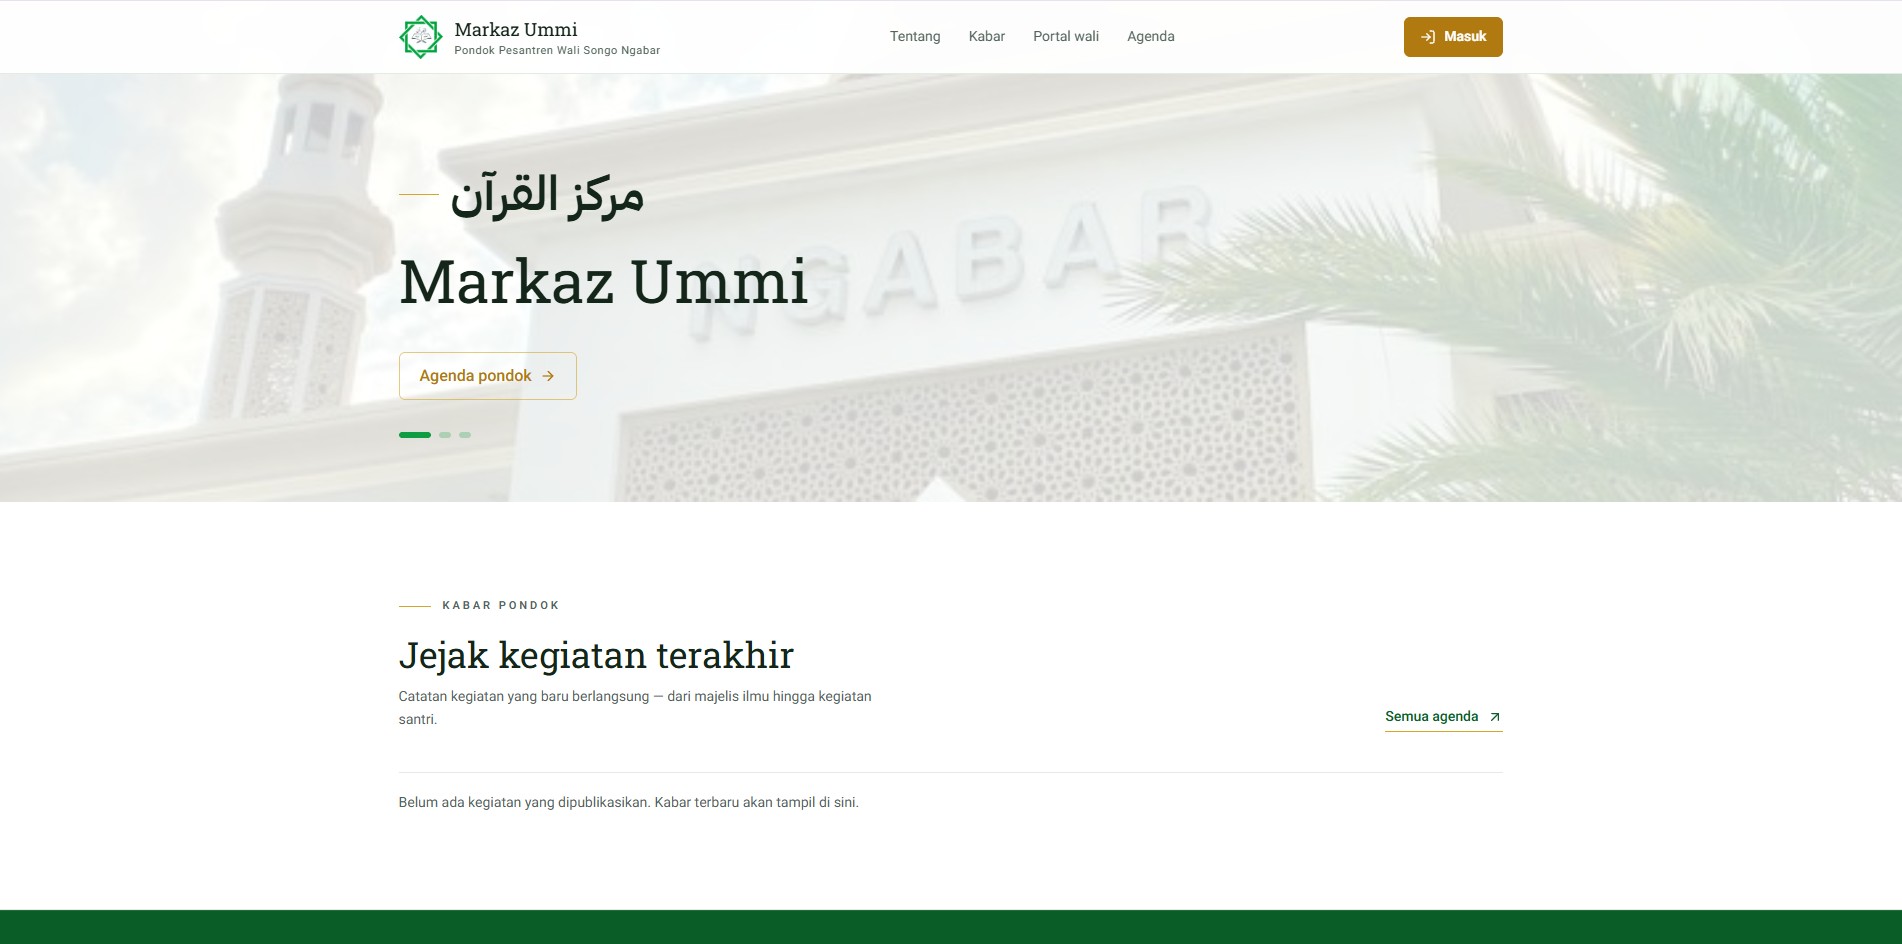 Markaz Ummi
Pondok Pesantren Wali Songo Ngabar
Tentang
Kabar
Portal wali
Agenda
Masuk
مركز القرآن
NGABAR
Markaz Ummi
Agenda pondok
KABAR PONDOK
Jejak kegiatan terakhir
Catatan kegiatan yang baru berlangsung — dari majelis ilmu hingga kegiatan
santri.
Semua agenda
Belum ada kegiatan yang dipublikasikan. Kabar terbaru akan tampil di sini.